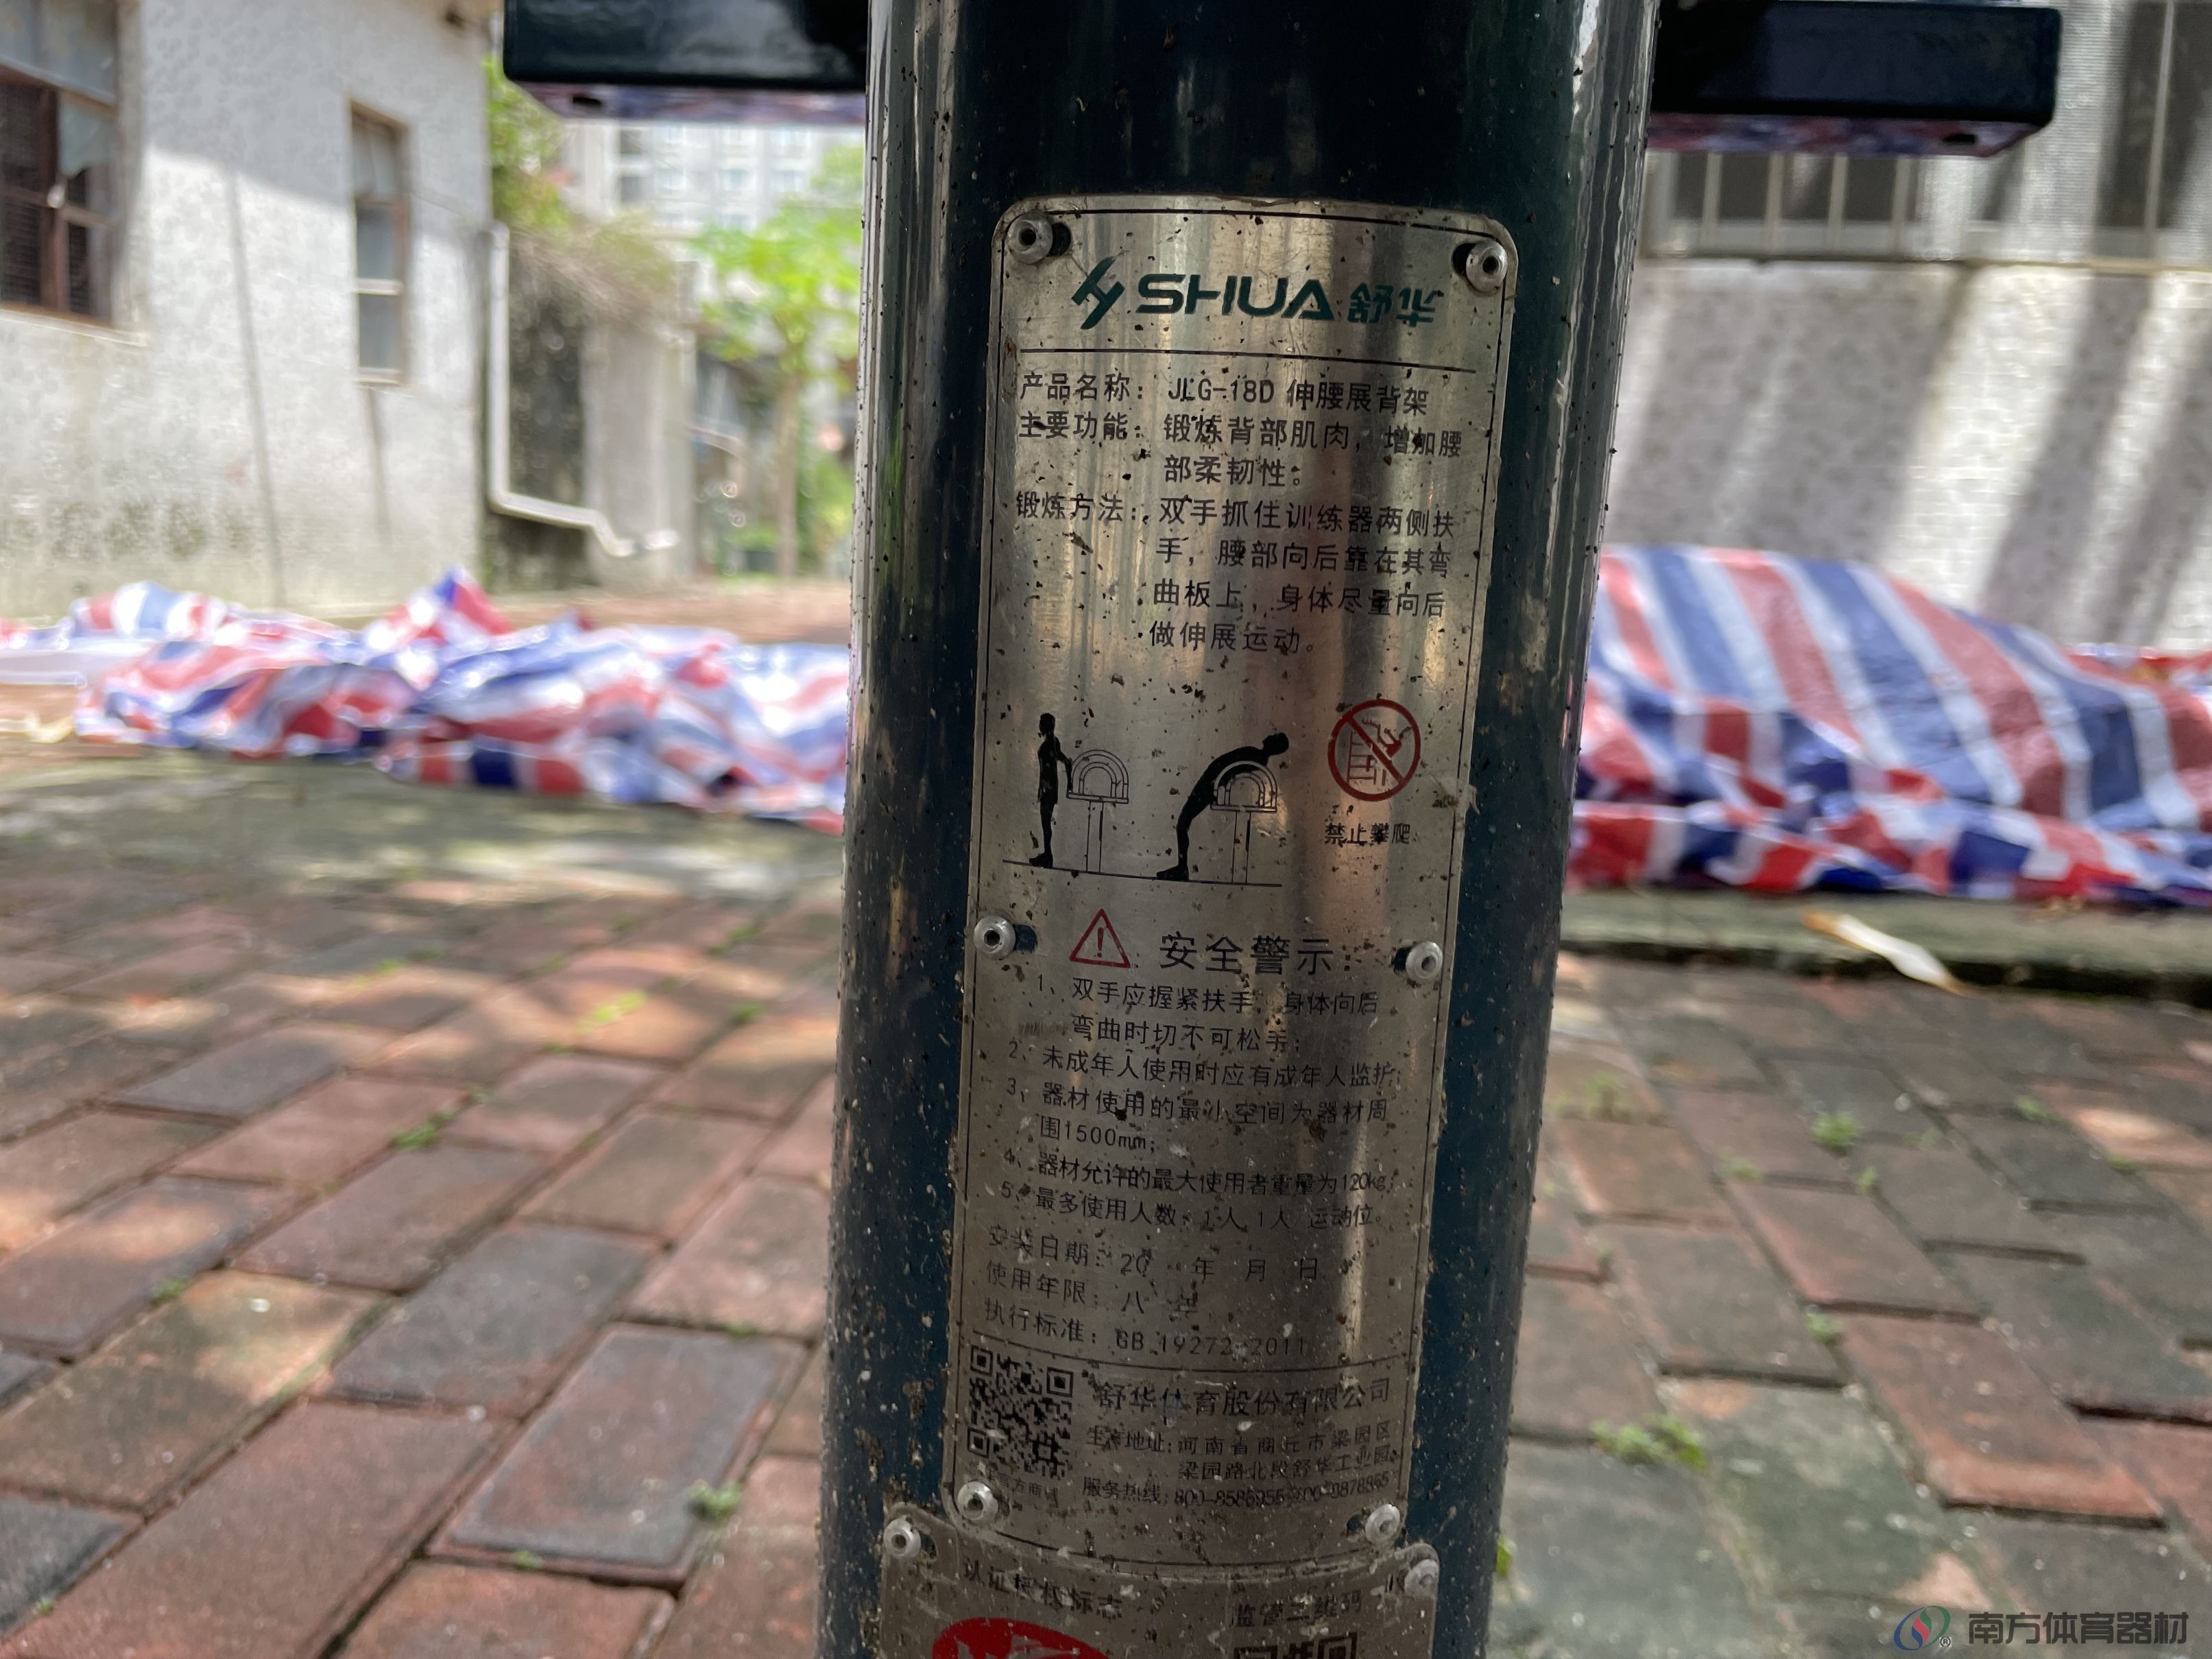 SHUA 舒华
产品名称： JLG-18D 伸腰展背架
主要功能： 锻炼背部肌肉，增加腰
部柔韧性。
锻炼方法： 双手抓住训练器两侧扶
手，腰部向后靠在其弯
曲板上，身体尽量向后
做伸展运动。
禁止攀爬
安全警示：
1、双手应握紧扶手，身体向后
弯曲时切不可松手；
2、未成年人使用时应有成年人监护；
3、器材使用的最小空间为器材周
围1500mm；
4、器材允许的最大使用者重量为120kg；
5、最多使用人数：1人，1人/运动位。
安装日期：20 年 月 日
使用年限：八 年
执行标准：GB 19272-2011
舒华体育股份有限公司
生产地址：河南省商丘市梁园区
梁园路北段舒华工业园
服务热线：800-8585955
认证授权标志 监管二维码
南方体育器材